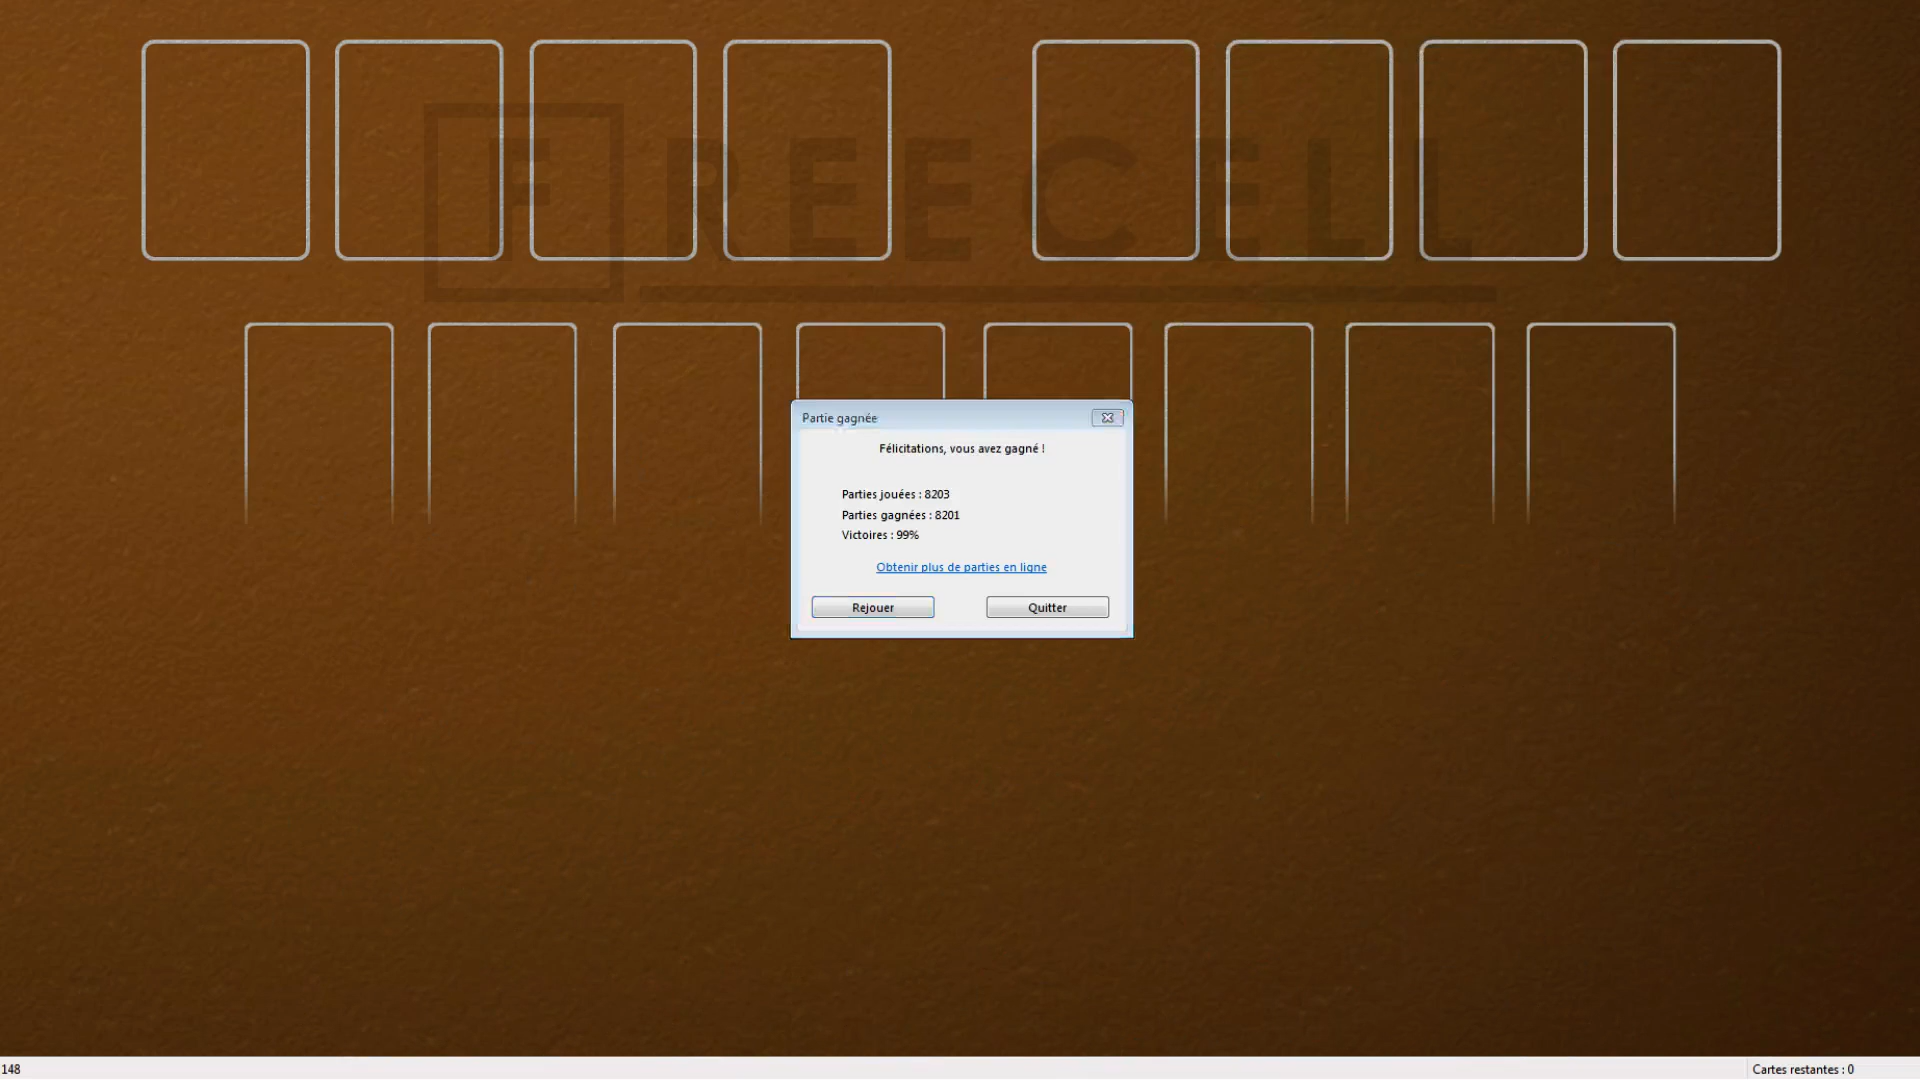 FREECELL
Partie gagnée
Félicitations, vous avez gagné !
Parties jouées : 8203
Parties gagnées : 8201
Victoires : 99%
Obtenir plus de parties en ligne
Rejouer
Quitter
148
Cartes restantes : 0